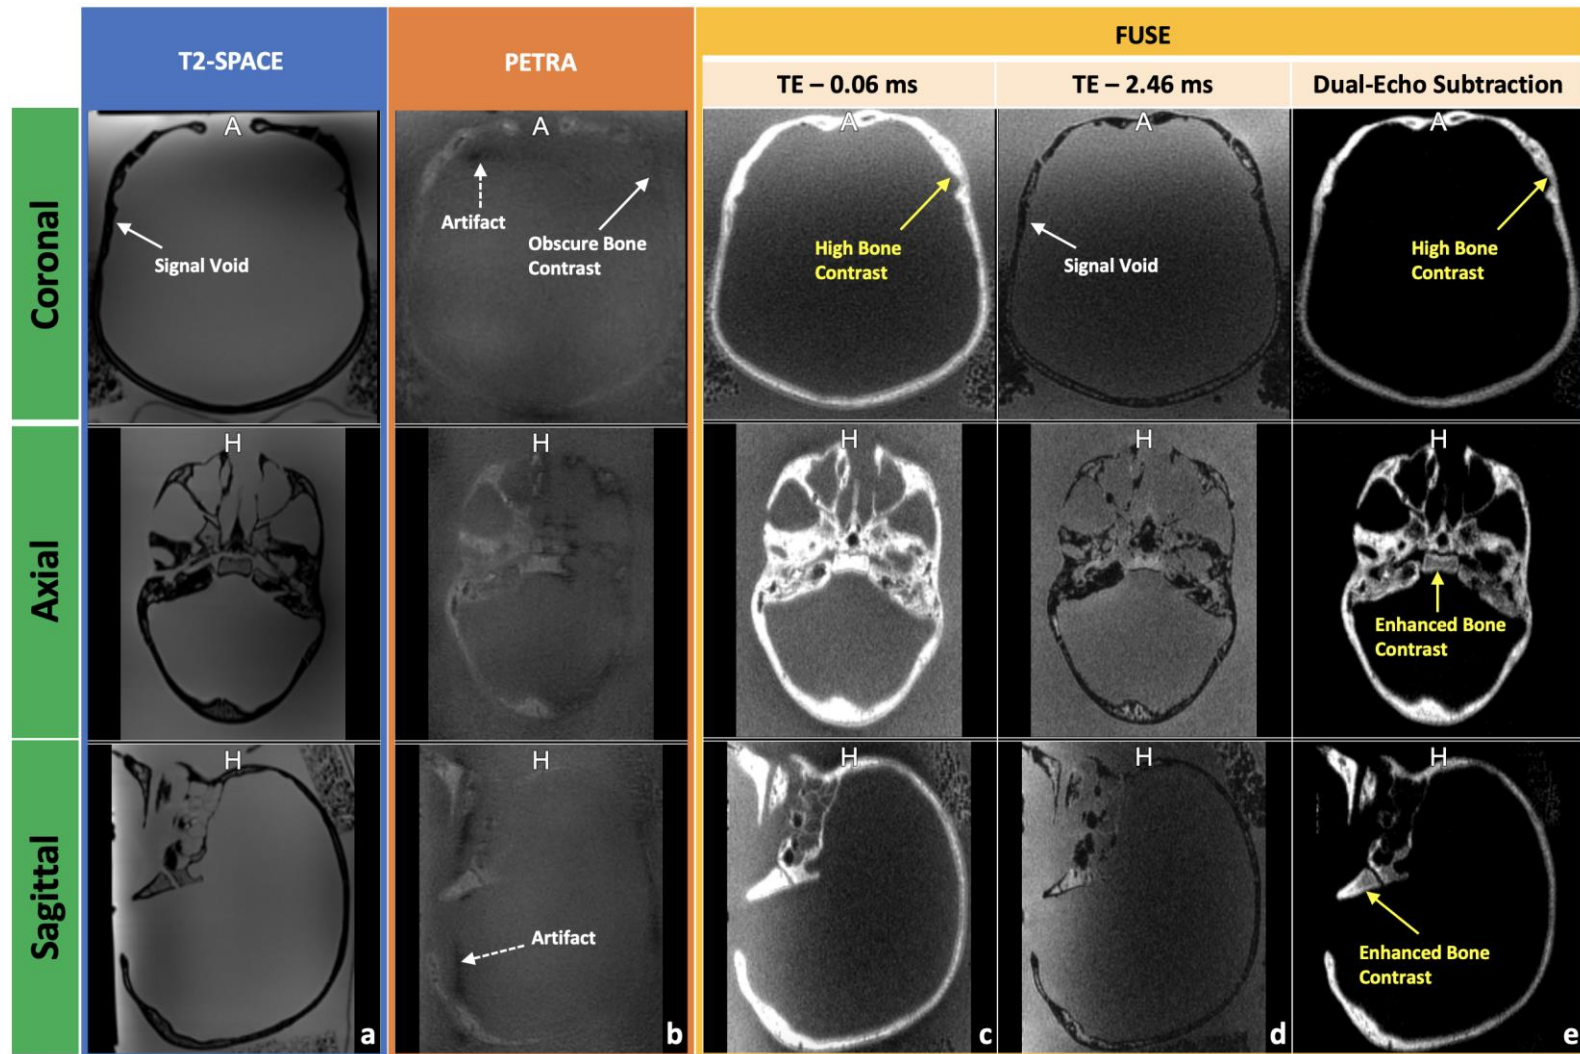 T2-SPACE
PETRA
FUSE
TE – 0.06 ms
TE – 2.46 ms
Dual-Echo Subtraction
Coronal
A
Signal Void
A
Artifact
Obscure Bone
Contrast
A
High Bone
Contrast
A
Signal Void
A
High Bone
Contrast
Axial
H
H
H
H
H
Enhanced Bone
Contrast
Sagittal
H
a
H
Artifact
b
H
c
H
d
H
Enhanced Bone
Contrast
e